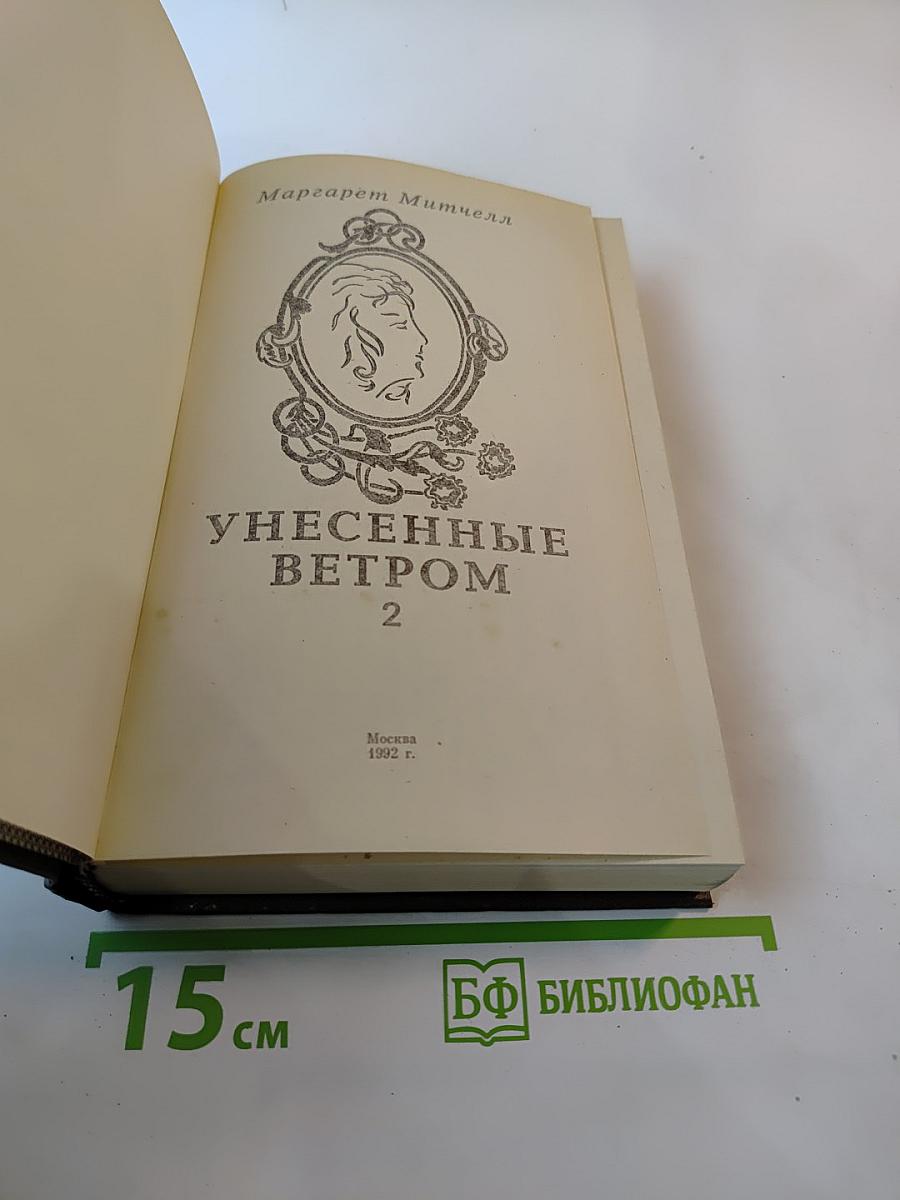 Маргарет Митчелл
УНЕСЕННЫЕ
ВЕТРОМ
2
Москва
1992 г.
15 см
БФ БИБЛИОФАН